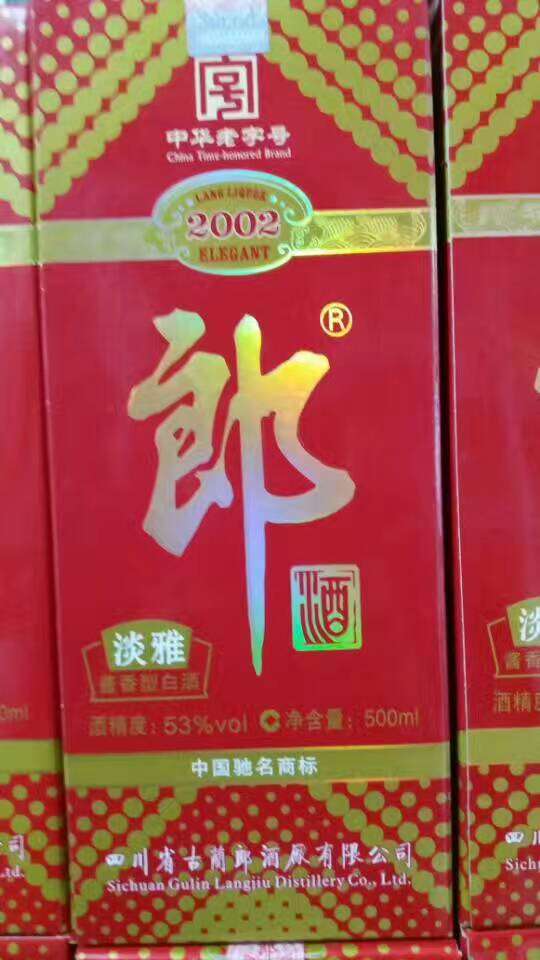 中华老字号
China Time-honored Brand
LANG LIQUOR
2002
ELEGANT
郎®
酒
淡雅
酱香型白酒
酒精度：53%vol 净含量：500ml
中国驰名商标
四川省古蔺郎酒厂有限公司
Sichuan Gulin Langjiu Distillery Co., Ltd.